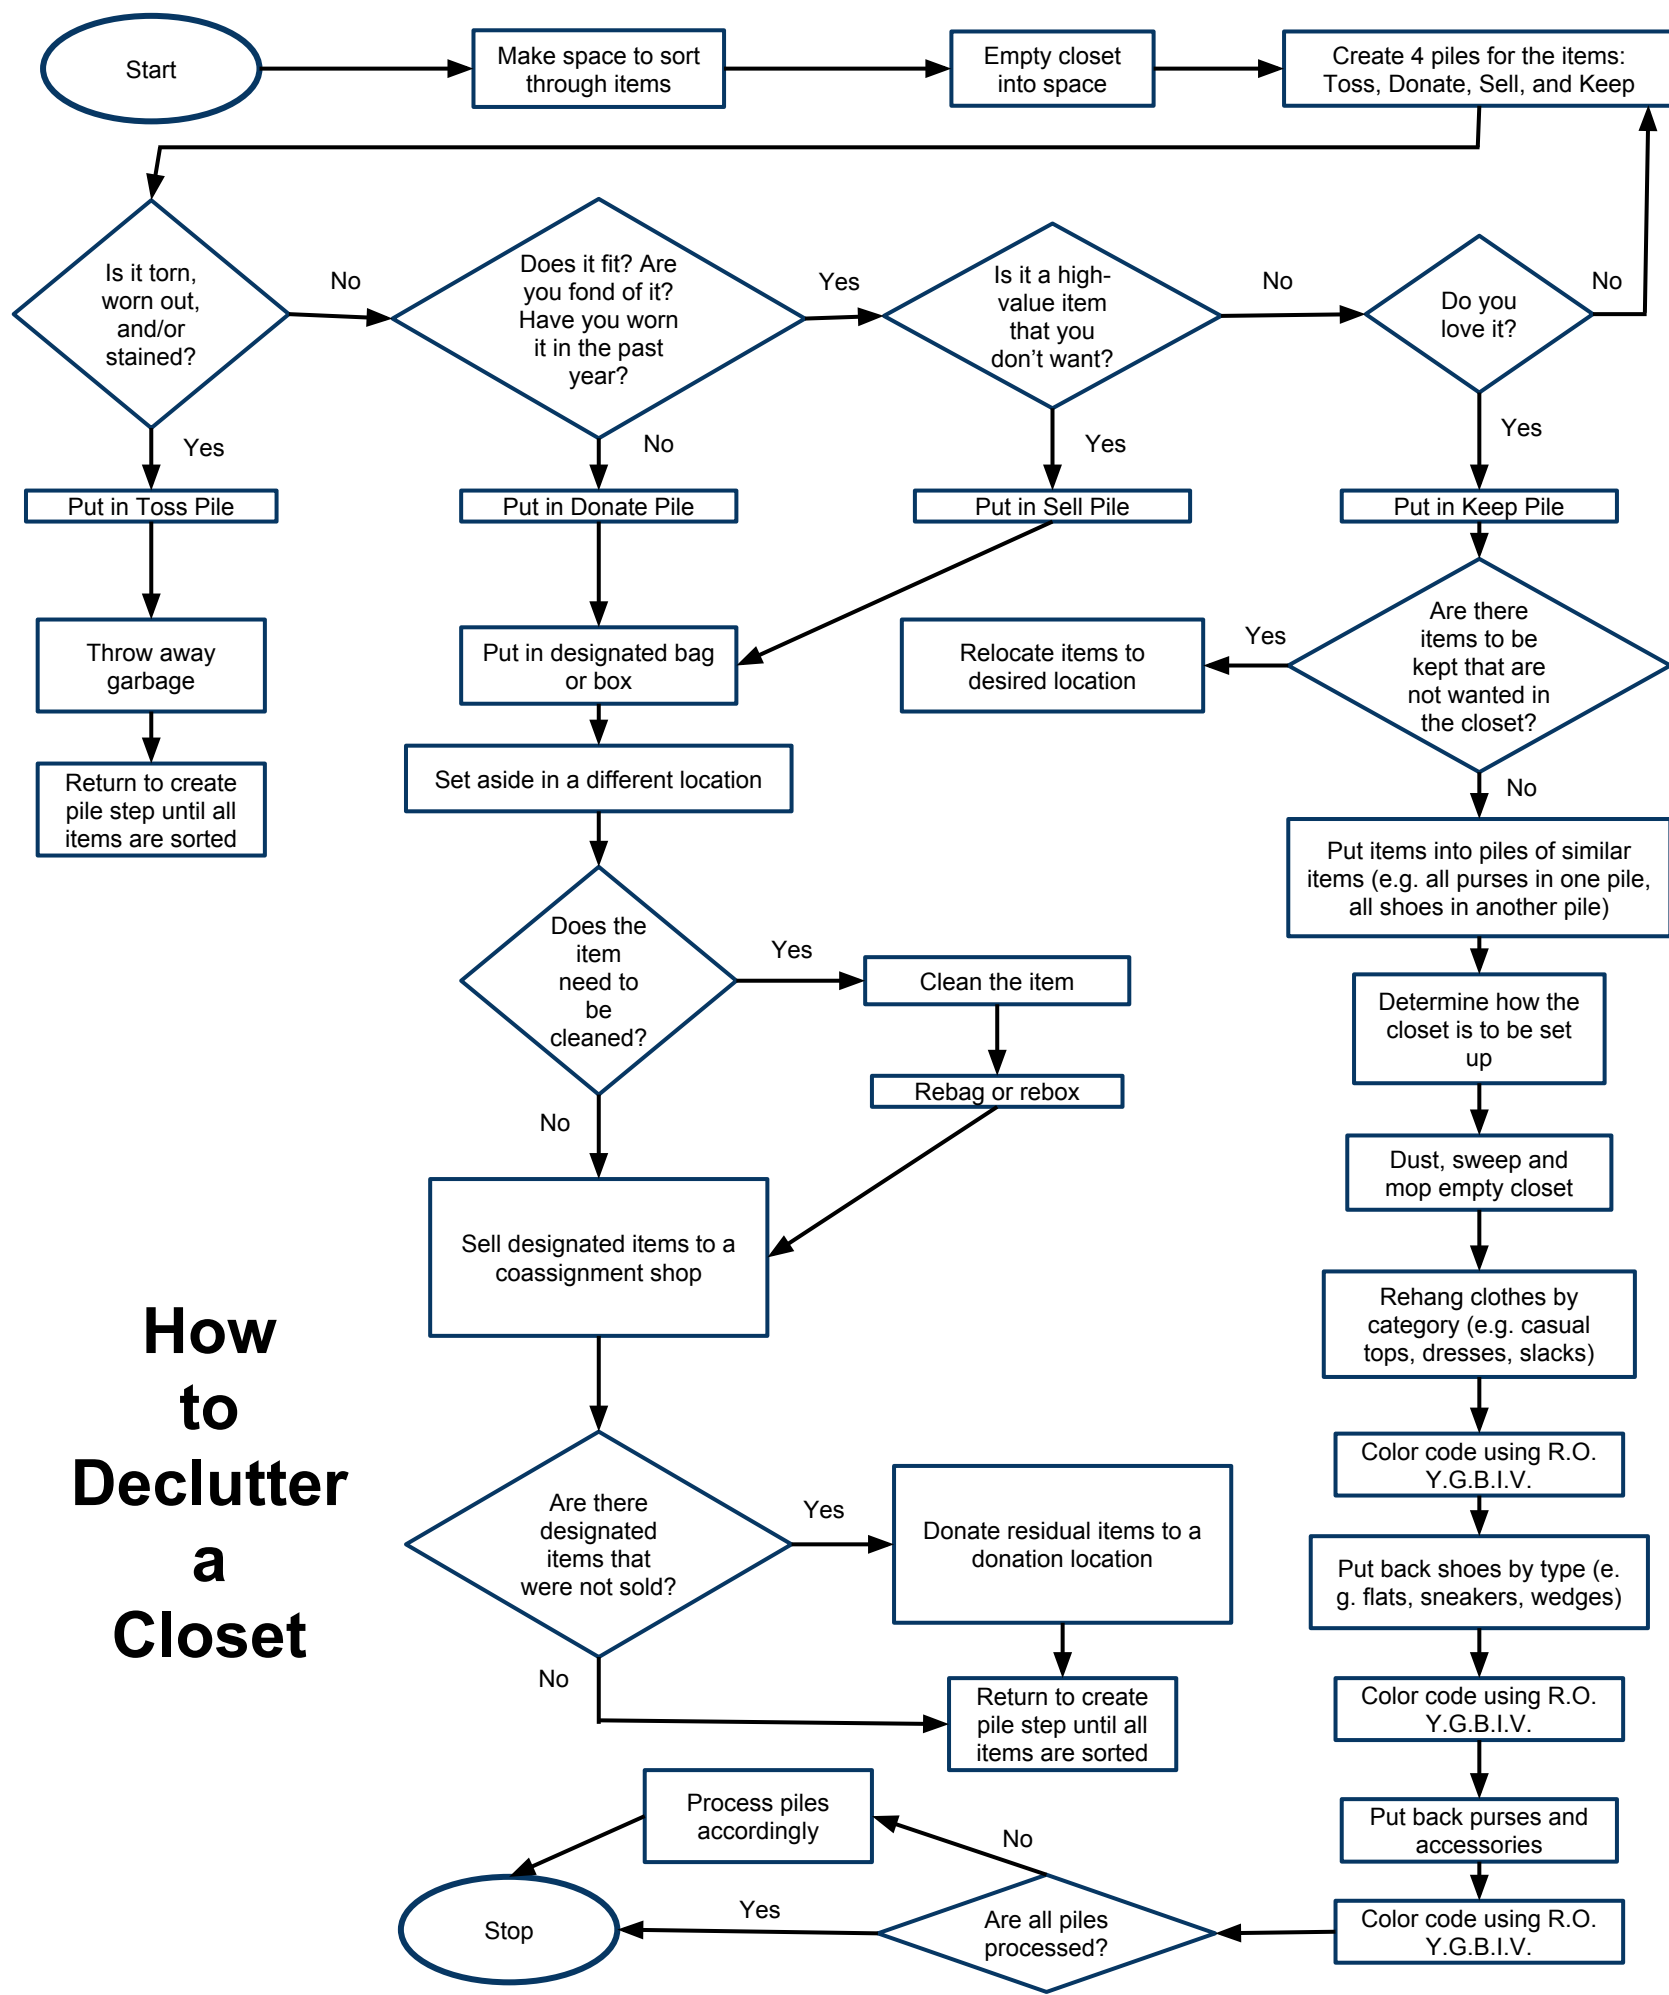 Start
Make space to sort
through items
Empty closet
into space
Create 4 piles for the items:
Toss, Donate, Sell, and Keep
Is it torn,
worn out,
and/or
stained?
No
Does it fit? Are
you fond of it?
Have you worn
it in the past
year?
Yes
Is it a high-
value item
that you
don't want?
No
Do you
love it?
No
Yes
No
Yes
Yes
Put in Toss Pile
Put in Donate Pile
Put in Sell Pile
Put in Keep Pile
Throw away
garbage
Put in designated bag
or box
Relocate items to
desired location
Yes
Are there
items to be
kept that are
not wanted in
the closet?
No
Return to create
pile step until all
items are sorted
Set aside in a different location
Put items into piles of similar
items (e.g. all purses in one pile,
all shoes in another pile)
Does the
item
need to
be
cleaned?
Yes
Clean the item
Determine how the
closet is to be set
up
Rebag or rebox
No
Dust, sweep and
mop empty closet
Sell designated items to a
coassignment shop
Rehang clothes by
category (e.g. casual
tops, dresses, slacks)
How
to
Declutter
a
Closet
Color code using R.O.
Y.G.B.I.V.
Are there
designated
items that
were not sold?
Yes
Donate residual items to a
donation location
Put back shoes by type (e.
g. flats, sneakers, wedges)
No
Return to create
pile step until all
items are sorted
Color code using R.O.
Y.G.B.I.V.
Process piles
accordingly
No
Put back purses and
accessories
Stop
Yes
Are all piles
processed?
Color code using R.O.
Y.G.B.I.V.